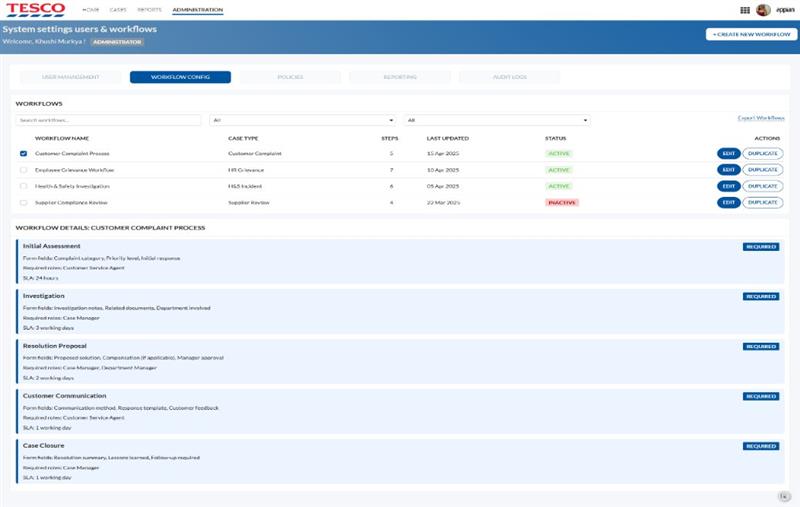 TESCO
HOME CASES REPORTS ADMINISTRATION
appian
System settings users & workflows
Welcome, Khushi Murkya ! ADMINISTRATOR
+ CREATE NEW WORKFLOW
USER MANAGEMENT WORKFLOW CONFIG POLICIES REPORTING AUDIT LOGS
WORKFLOWS
Search workflows... All All Export Workflows
WORKFLOW NAME CASE TYPE STEPS LAST UPDATED STATUS ACTIONS
Customer Complaint Process Customer Complaint 5 15 Apr 2025 ACTIVE EDIT DUPLICATE
Employee Grievance Workflow HR Grievance 7 10 Apr 2025 ACTIVE EDIT DUPLICATE
Health & Safety Investigation H&S Incident 6 05 Apr 2025 ACTIVE EDIT DUPLICATE
Supplier Compliance Review Supplier Review 4 22 Mar 2025 INACTIVE EDIT DUPLICATE
WORKFLOW DETAILS: CUSTOMER COMPLAINT PROCESS
Initial Assessment REQUIRED
Form fields: Complaint category, Priority level, Initial response
Required roles: Customer Service Agent
SLA: 24 hours
Investigation REQUIRED
Form fields: Investigation notes, Related documents, Department involved
Required roles: Case Manager
SLA: 3 working days
Resolution Proposal REQUIRED
Form fields: Proposed solution, Compensation (if applicable), Manager approval
Required roles: Case Manager, Department Manager
SLA: 2 working days
Customer Communication REQUIRED
Form fields: Communication method, Response template, Customer feedback
Required roles: Customer Service Agent
SLA: 1 working day
Case Closure REQUIRED
Form fields: Resolution summary, Lessons learned, Follow-up required
Required roles: Case Manager
SLA: 1 working day